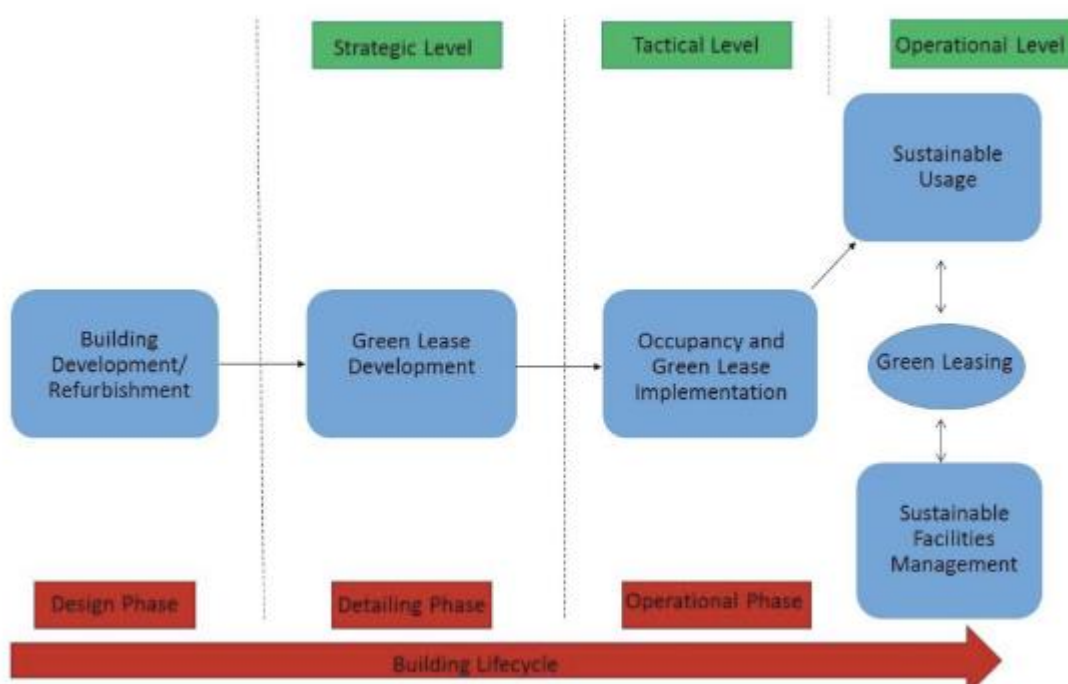 Strategic Level
Tactical Level
Operational Level
Sustainable
Usage
Building
Development/
Refurbishment
Green Lease
Development
Occupancy and
Green Lease
Implementation
Green Leasing
Sustainable
Facilities
Management
Design Phase
Detailing Phase
Operational Phase
Building Lifecycle